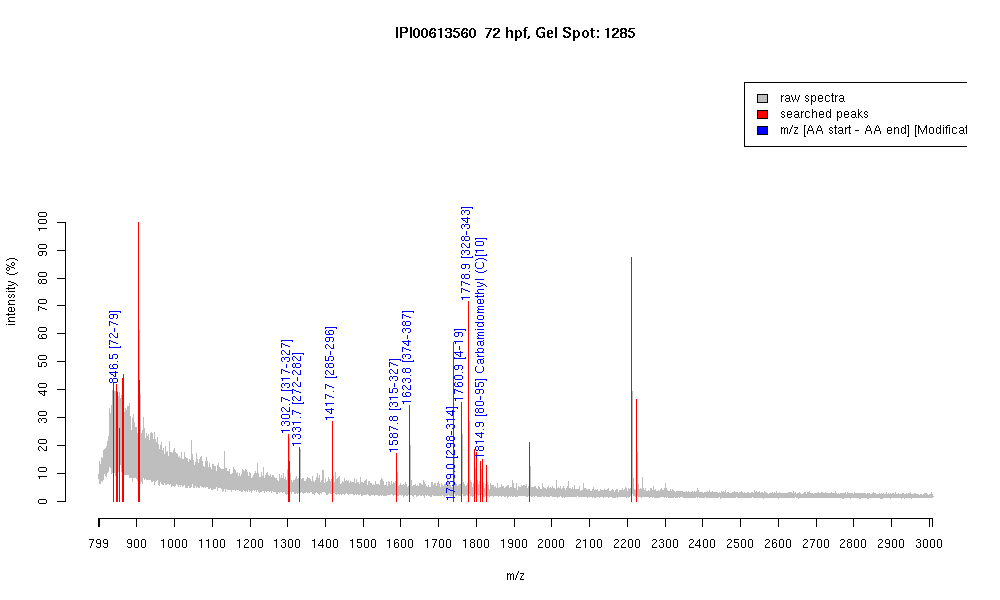 IPI00613560 72 hpf, Gel Spot: 1285
raw spectra
searched peaks
m/z [AA start - AA end] [Modificat
intensity (%)
100
90
80
70
60
50
40
30
20
10
0
846.5 [72-79]
1302.7 [317-327]
1331.7 [272-282]
1417.7 [285-296]
1587.8 [315-327]
1623.8 [374-387]
1739.0 [298-314]
1760.9 [4-19]
1778.9 [328-343]
1814.9 [80-95] Carbamidomethyl (C)[10]
799 900 1000 1100 1200 1300 1400 1500 1600 1700 1800 1900 2000 2100 2200 2300 2400 2500 2600 2700 2800 2900 3000
m/z